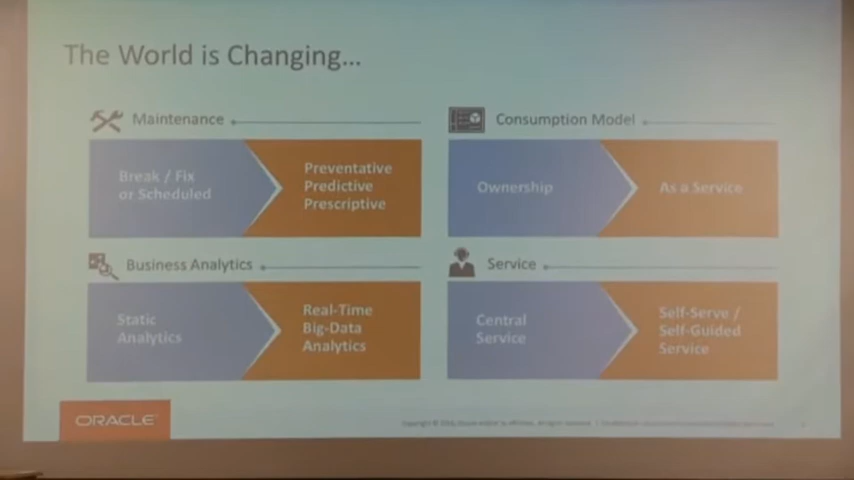 The World is Changing...
Maintenance
Break / Fix
or Scheduled
Preventative
Predictive
Prescriptive
Consumption Model
Ownership
As a Service
Business Analytics
Static
Analytics
Real-Time
Big-Data
Analytics
Service
Central
Service
Self-Serve /
Self-Guided
Service
ORACLE
Copyright ©